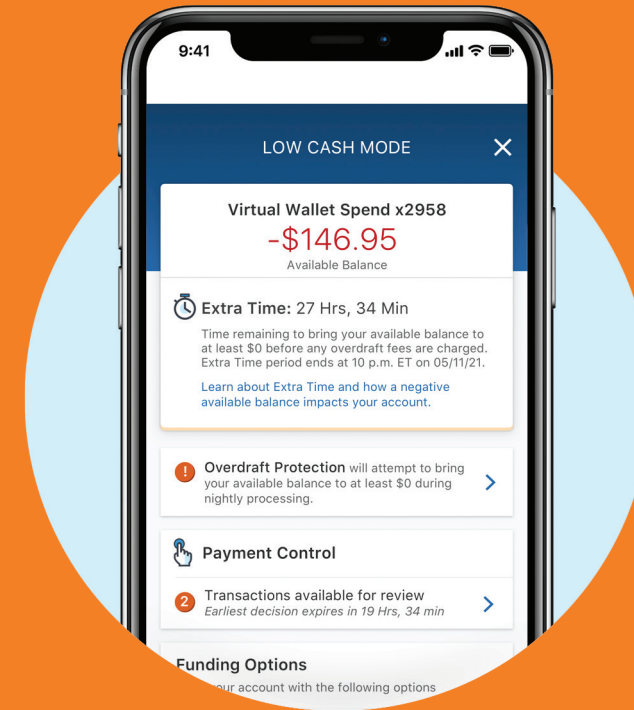 9:41
LOW CASH MODE
Virtual Wallet Spend x2958
-$146.95
Available Balance
Extra Time: 27 Hrs, 34 Min
Time remaining to bring your available balance to
at least $0 before any overdraft fees are charged.
Extra Time period ends at 10 p.m. ET on 05/11/21.
Learn about Extra Time and how a negative
available balance impacts your account.
!
Overdraft Protection will attempt to bring
your available balance to at least $0 during
nightly processing.
Payment Control
2
Transactions available for review
Earliest decision expires in 19 Hrs, 34 min
Funding Options
your account with the following options